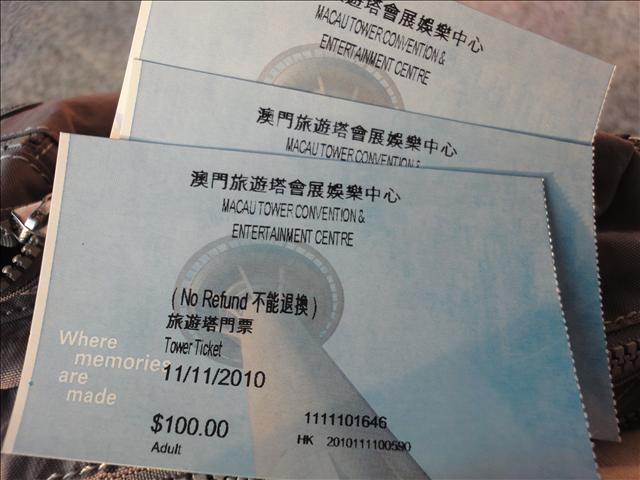 澳門旅遊塔會展娛樂中心
MACAU TOWER CONVENTION &
ENTERTAINMENT CENTRE
澳門旅遊塔會展娛樂中心
MACAU TOWER CONVENTION &
澳門旅遊塔會展娛樂中心
MACAU TOWER CONVENTION &
ENTERTAINMENT CENTRE
( No Refund 不能退換 )
旅遊塔門票
Tower Ticket
11/11/2010
Where
memories
are
made
$100.00
Adult
1111101646
HK 2010111100590